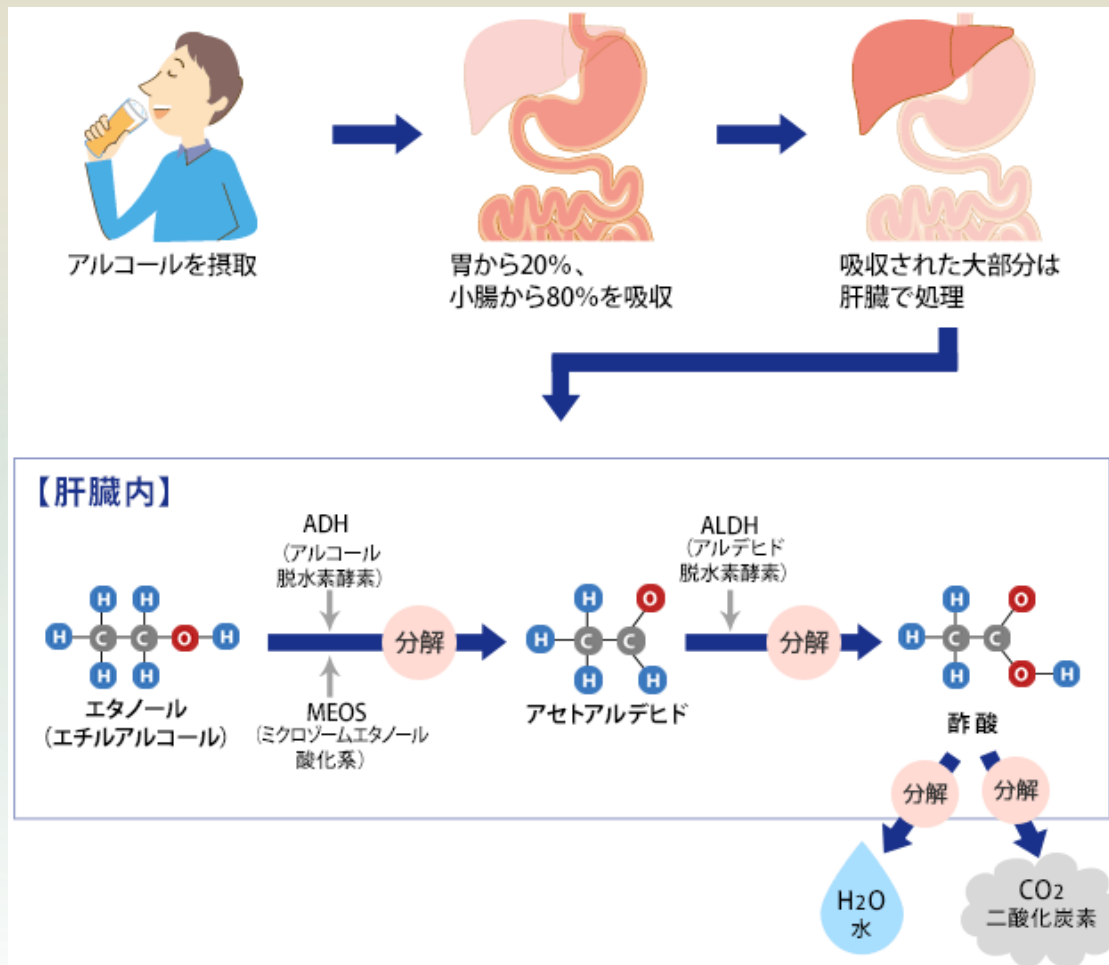 アルコールを摂取
胃から20%、
小腸から80%を吸収
吸収された大部分は
肝臓で処理
【肝臓内】
ADH
(アルコール
脱水素酵素)
ALDH
(アルデヒド
脱水素酵素)
H
H
H
C
C
O
H
H
H
分解
H
O
H
C
C
H
H
分解
H
O
H
C
C
H
O
H
エタノール
(エチルアルコール)
MEOS
(ミクロゾームエタノール
酸化系)
アセトアルデヒド
酢酸
分解
分解
H2O
水
CO2
二酸化炭素